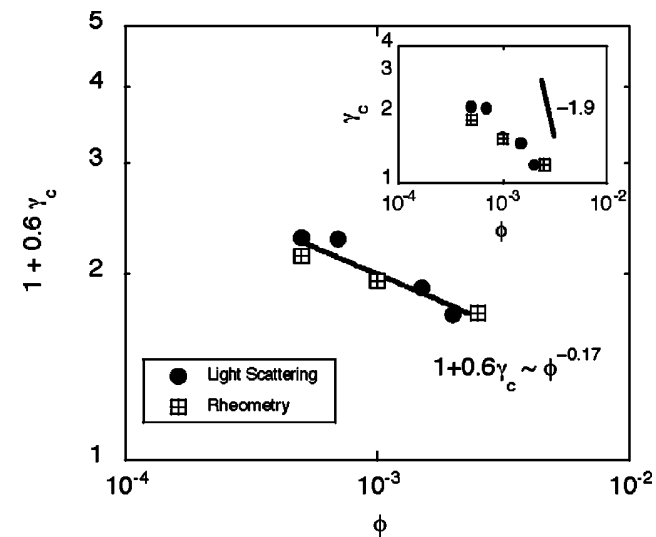 5
4
3
2
1
1 + 0.6 γc
10-4
10-3
10-2
ϕ
Light Scattering
Rheometry
1+0.6γc ~ ϕ-0.17
4
3
2
1
γc
-1.9
10-4
10-3
10-2
ϕ